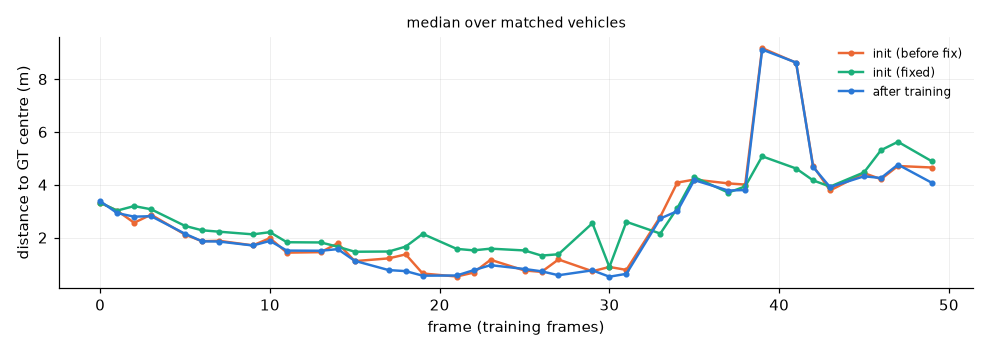 median over matched vehicles
distance to GT centre (m)
8
6
4
2
init (before fix)
init (fixed)
after training
0
10
20
30
40
50
frame (training frames)